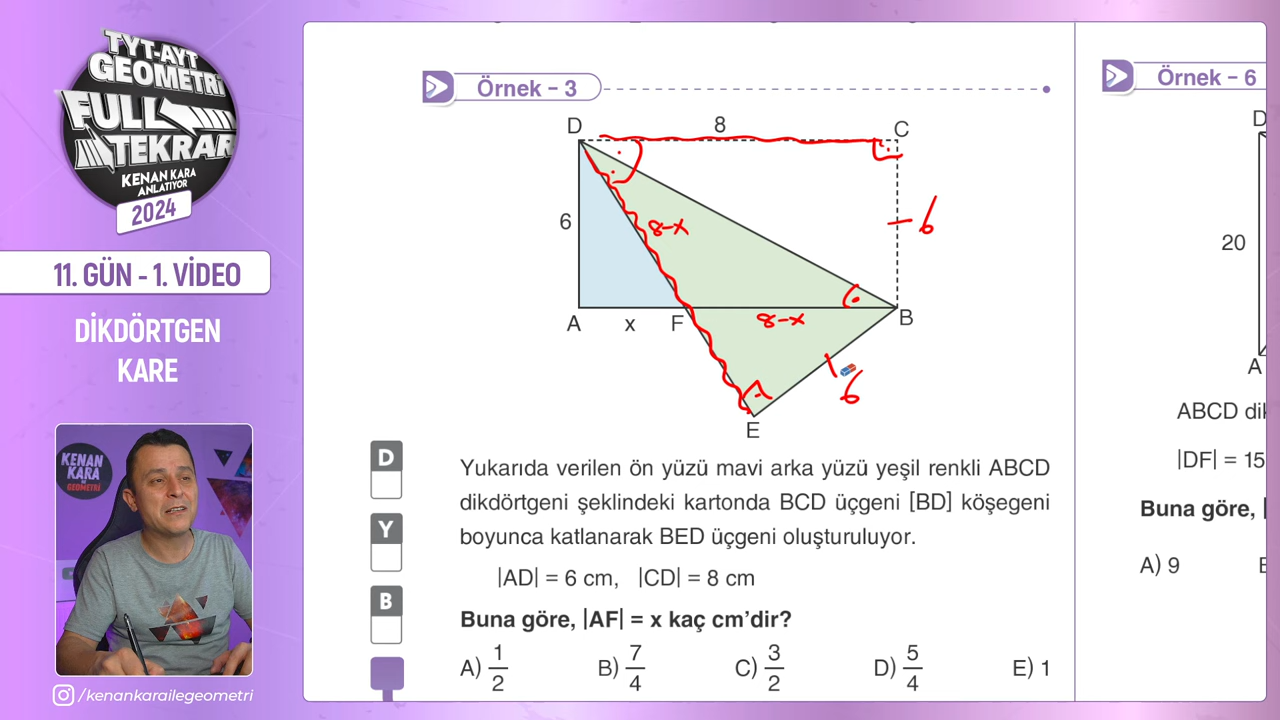 TYT-AYT
GEOMETRİ
FULL
TEKRAR
KENAN KARA
ANLATIYOR
2024
11. GÜN - 1. VİDEO
DİKDÖRTGEN
KARE
KENAN
KARA
GEOMETRİ
/kenankarailegeometri
Örnek – 3
D
8
C
6
8-x
6
A
x
F
8-x
B
6
E
D
Y
B
Yukarıda verilen ön yüzü mavi arka yüzü yeşil renkli ABCD
dikdörtgeni şeklindeki kartonda BCD üçgeni [BD] köşegeni
boyunca katlanarak BED üçgeni oluşturuluyor.
|AD| = 6 cm, |CD| = 8 cm
Buna göre, |AF| = x kaç cm'dir?
A) 1/2 B) 7/4 C) 3/2 D) 5/4 E) 1
Örnek – 6
D
20
A
ABCD
|DF| = 15
Buna göre,
A) 9